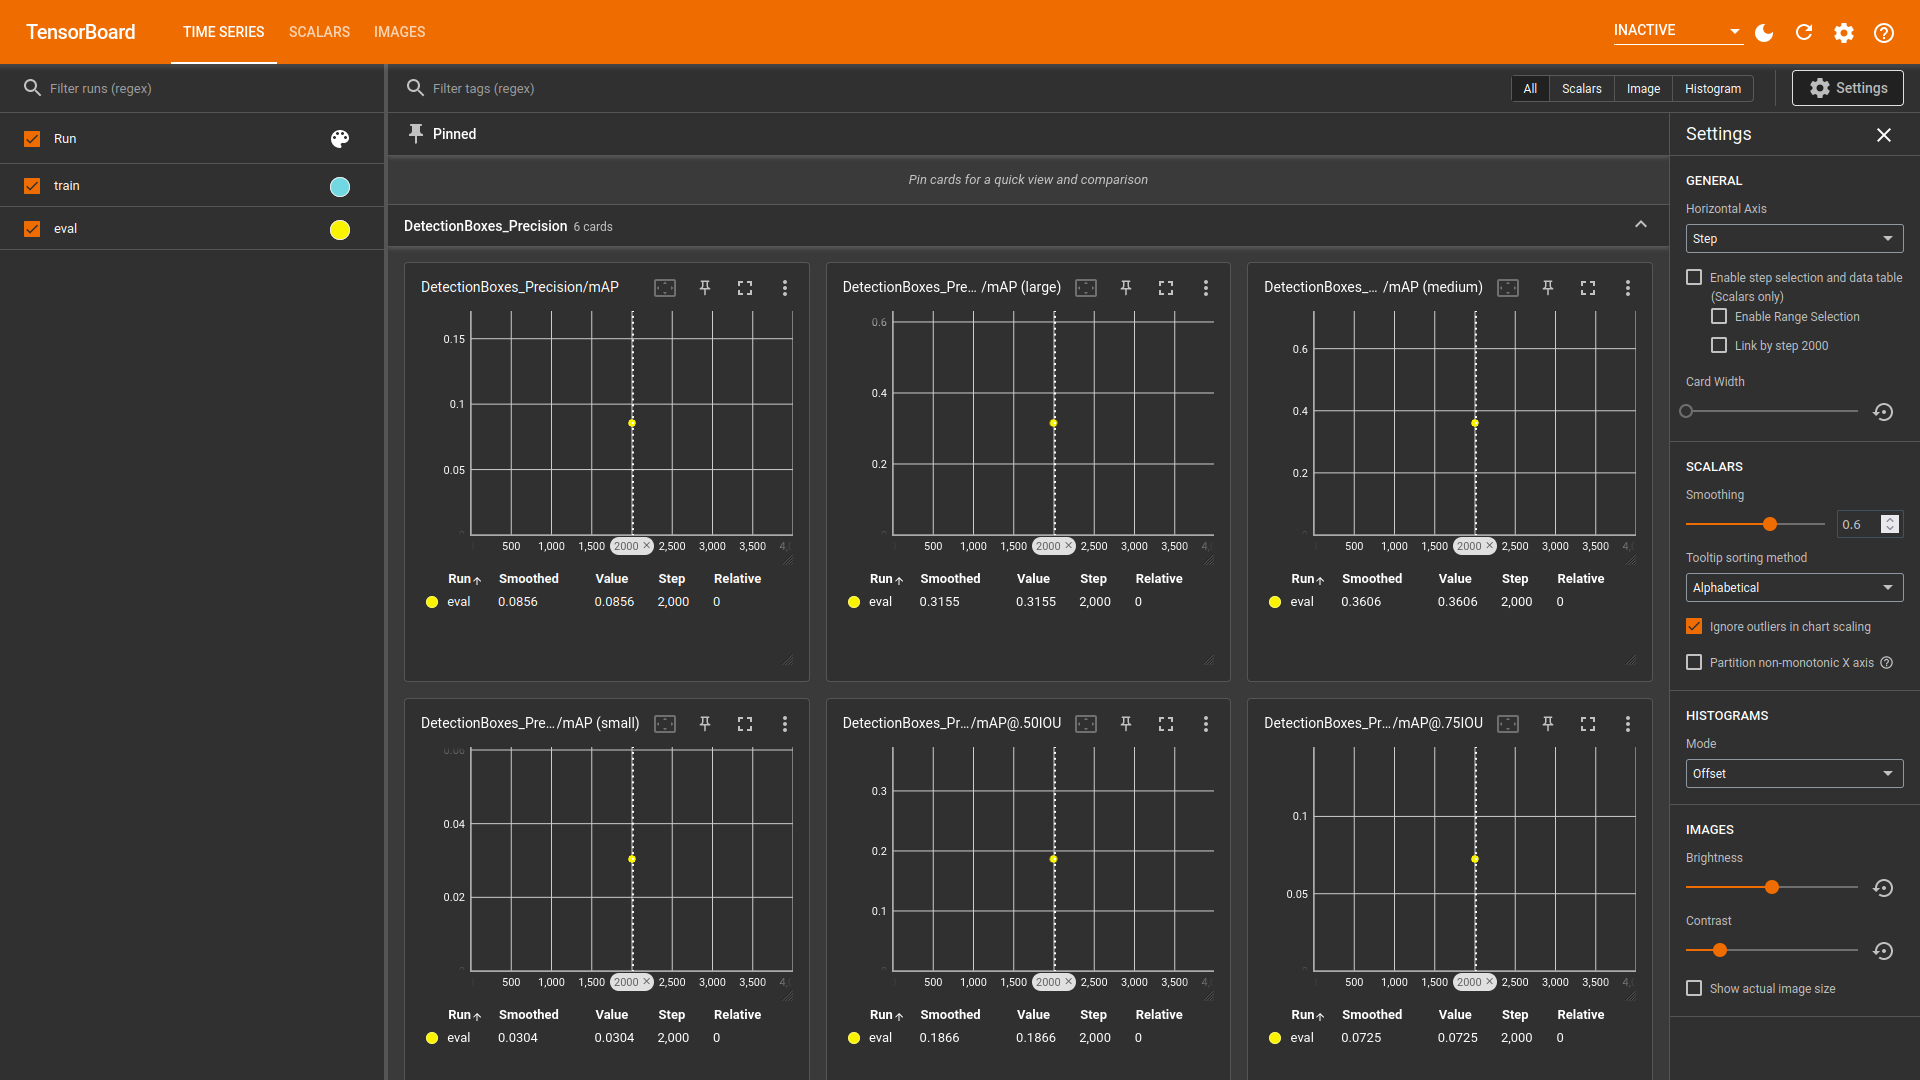 TensorBoard
TIME SERIES
SCALARS
IMAGES
INACTIVE
Filter runs (regex)
Filter tags (regex)
All
Scalars
Image
Histogram
Settings
Run
train
eval
Pinned
Pin cards for a quick view and comparison
DetectionBoxes_Precision 6 cards
DetectionBoxes_Precision/mAP
0.15
0.1
0.05
500 1,000 1,500 2000 2,500 3,000 3,500
Run Smoothed Value Step Relative
eval 0.0856 0.0856 2,000 0
DetectionBoxes_Pre… /mAP (large)
0.6
0.4
0.2
500 1,000 1,500 2000 2,500 3,000 3,500
Run Smoothed Value Step Relative
eval 0.3155 0.3155 2,000 0
DetectionBoxes_… /mAP (medium)
0.6
0.4
0.2
500 1,000 1,500 2000 2,500 3,000 3,500
Run Smoothed Value Step Relative
eval 0.3606 0.3606 2,000 0
DetectionBoxes_Pre…/mAP (small)
0.06
0.04
0.02
500 1,000 1,500 2000 2,500 3,000 3,500
Run Smoothed Value Step Relative
eval 0.0304 0.0304 2,000 0
DetectionBoxes_Pr…/mAP@.50IOU
0.3
0.2
0.1
500 1,000 1,500 2000 2,500 3,000 3,500
Run Smoothed Value Step Relative
eval 0.1866 0.1866 2,000 0
DetectionBoxes_Pr…/mAP@.75IOU
0.1
0.05
500 1,000 1,500 2000 2,500 3,000 3,500
Run Smoothed Value Step Relative
eval 0.0725 0.0725 2,000 0
Settings
GENERAL
Horizontal Axis
Step
Enable step selection and data table
(Scalars only)
Enable Range Selection
Link by step 2000
Card Width
SCALARS
Smoothing
0.6
Tooltip sorting method
Alphabetical
Ignore outliers in chart scaling
Partition non-monotonic X axis
HISTOGRAMS
Mode
Offset
IMAGES
Brightness
Contrast
Show actual image size